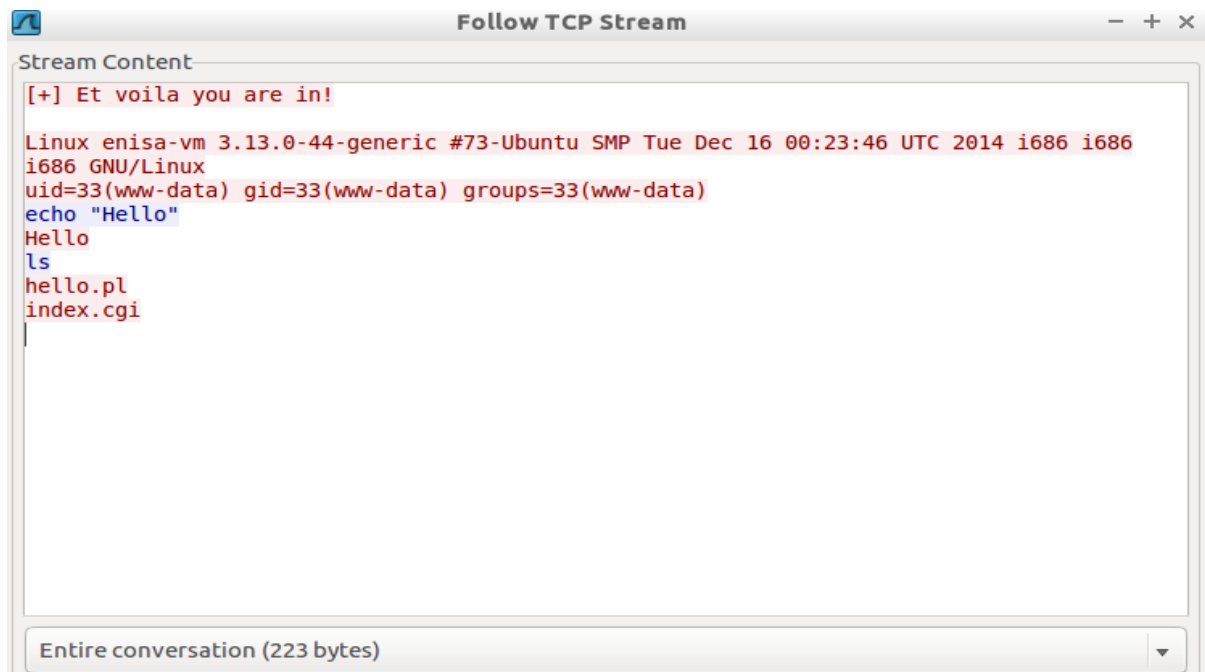 Follow TCP Stream
Stream Content
[+] Et voila you are in!
Linux enisa-vm 3.13.0-44-generic #73-Ubuntu SMP Tue Dec 16 00:23:46 UTC 2014 i686 i686
i686 GNU/Linux
uid=33(www-data) gid=33(www-data) groups=33(www-data)
echo "Hello"
Hello
ls
hello.pl
index.cgi
Entire conversation (223 bytes)